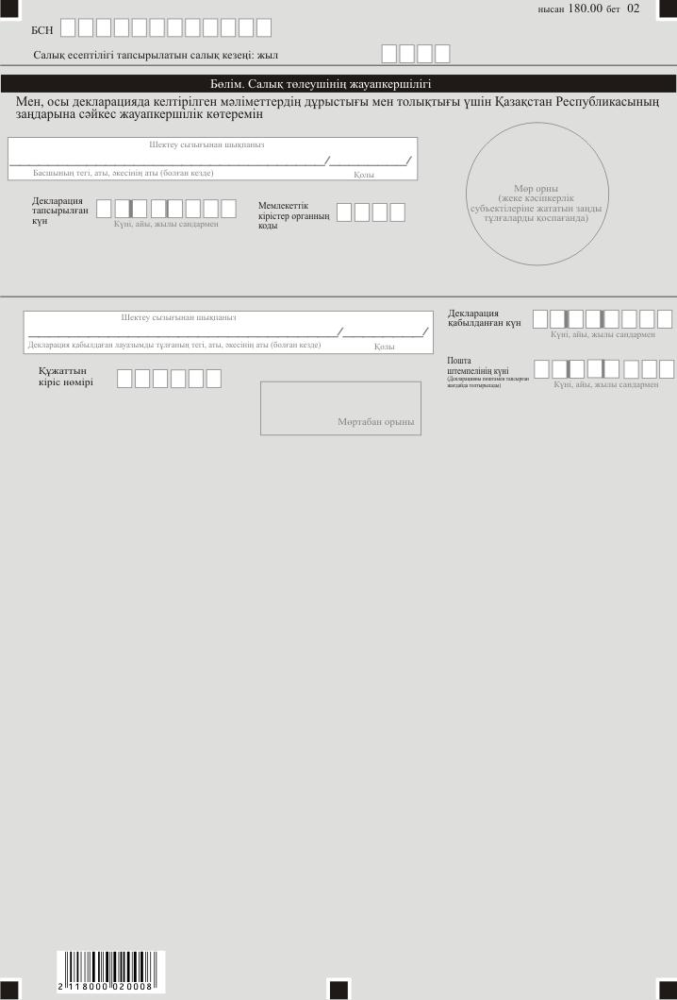 нысан 180.00 бет 02
БСН
Салық есептілігі тапсырылатын салық кезеңі: жыл
Бөлім. Салық төлеушінің жауапкершілігі
Мен, осы декларацияда келтірілген мәліметтердің дұрыстығы мен толықтығы үшін Қазақстан Республикасының
заңдарына сәйкес жауапкершілік көтеремін
Шектеу сызығынан шықпаңыз
Басшының тегі, аты, әкесінің аты (болған кезде)
Қолы
Мөр орны
(жеке кәсіпкерлік
субъектілеріне жататын заңды
тұлғаларды қоспағанда)
Декларация
тапсырылған
күн
Күні, айы, жылы сандармен
Мемлекеттік
кірістер органның
коды
Шектеу сызығынан шықпаңыз
Декларация қабылдаған лауазымды тұлғаның тегі, аты, әкесінің аты (болған кезде)
Қолы
Декларация
қабылданған күн
Күні, айы, жылы сандармен
Құжаттын
кіріс нөмірі
Пошта
штемпелінің күні
(Декларацияны поштамен тапсырған
жағдайда толтырылады)
Күні, айы, жылы сандармен
Мөртабан орыны
2 118000 020008